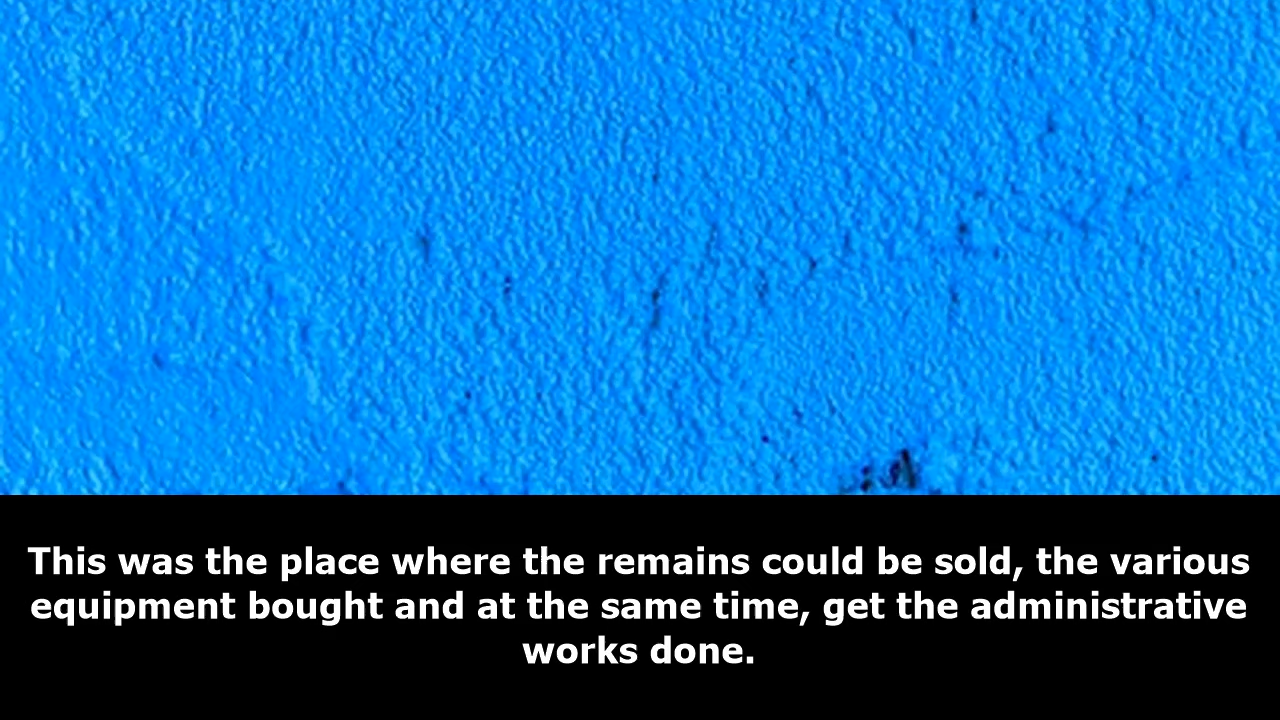 This was the place where the remains could be sold, the various
equipment bought and at the same time, get the administrative
works done.